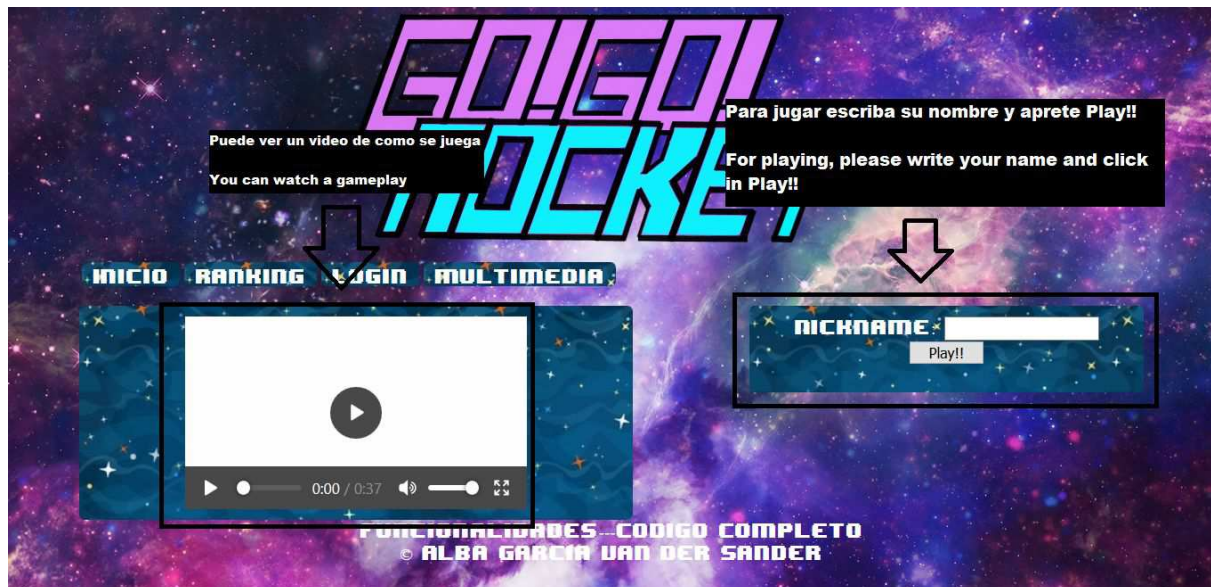 GO!GO!
ROCKET
Puede ver un video de como se juega
You can watch a gameplay
Para jugar escriba su nombre y aprete Play!!
For playing, please write your name and click
in Play!!
INICIO RANKING LOGIN MULTIMEDIA
NICKNAME:
Play!!
0:00 / 0:37
FUNCIONALIDADES---CODIGO COMPLETO
© ALBA GARCIA VAN DER SANDER